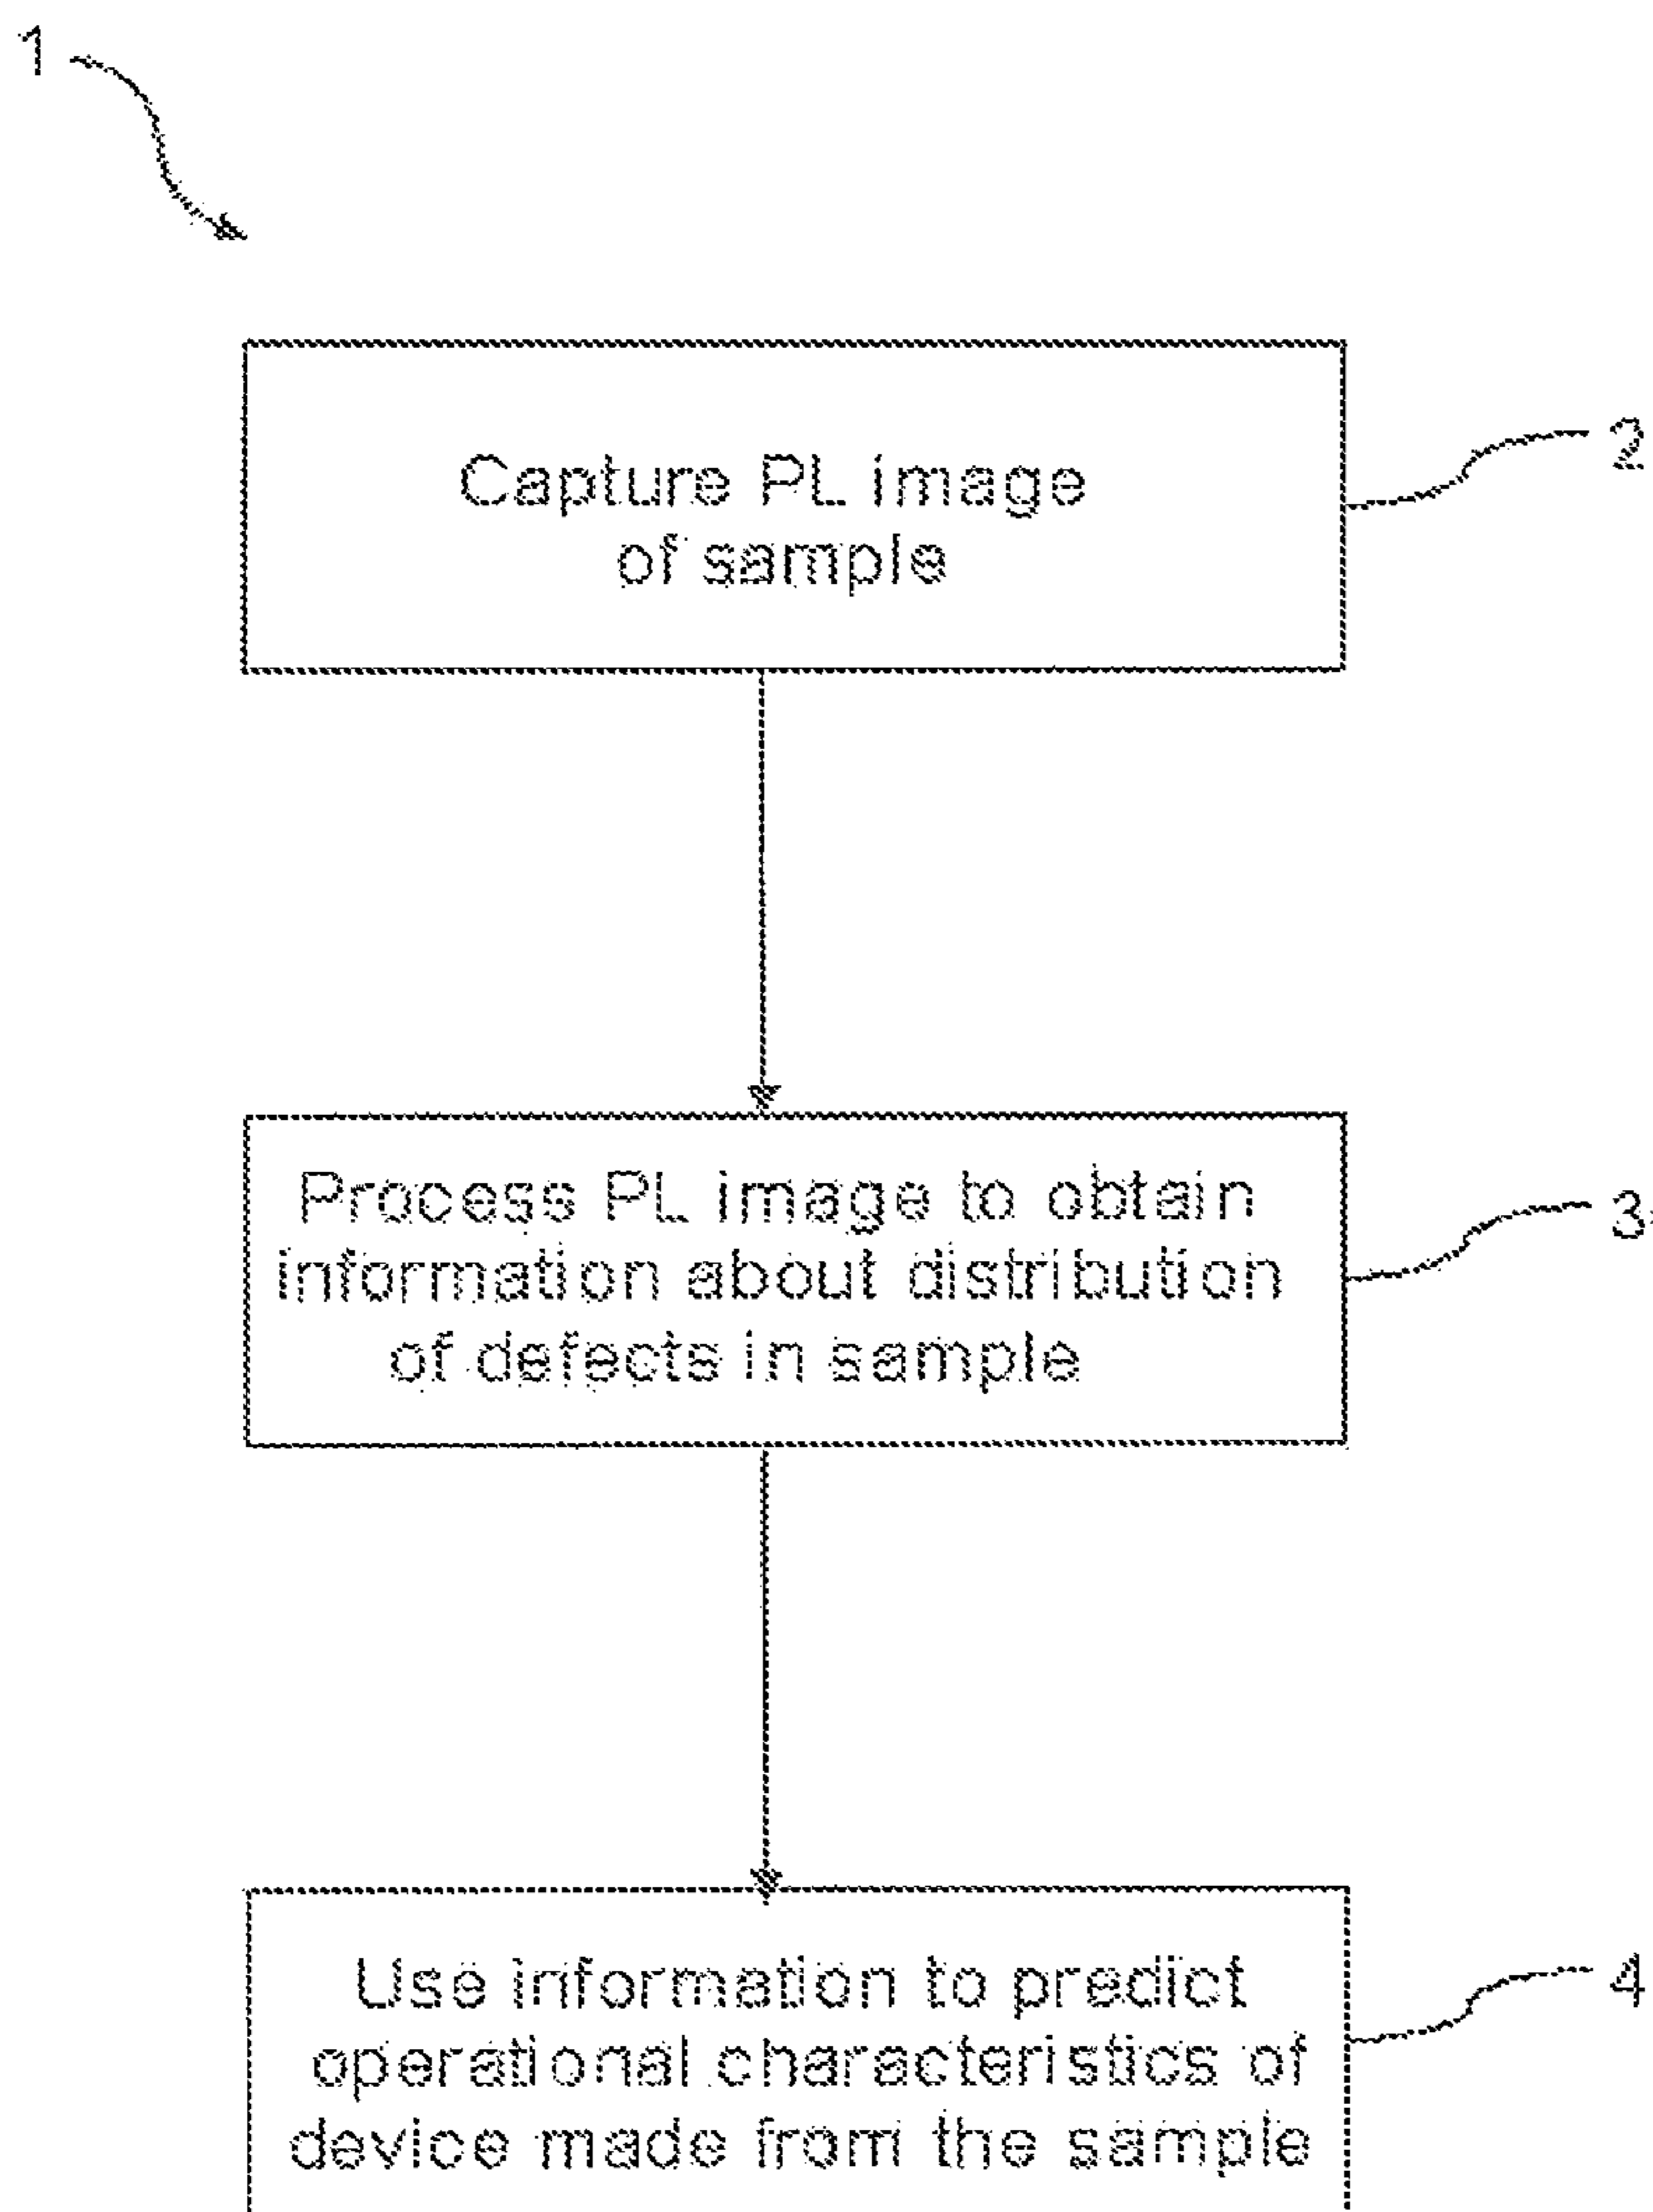 1
Capture PL image
of sample
2
Process PL image to obtain
information about distribution
of defects in sample
3
Use information to predict
operational characteristics of
device made from the sample
4